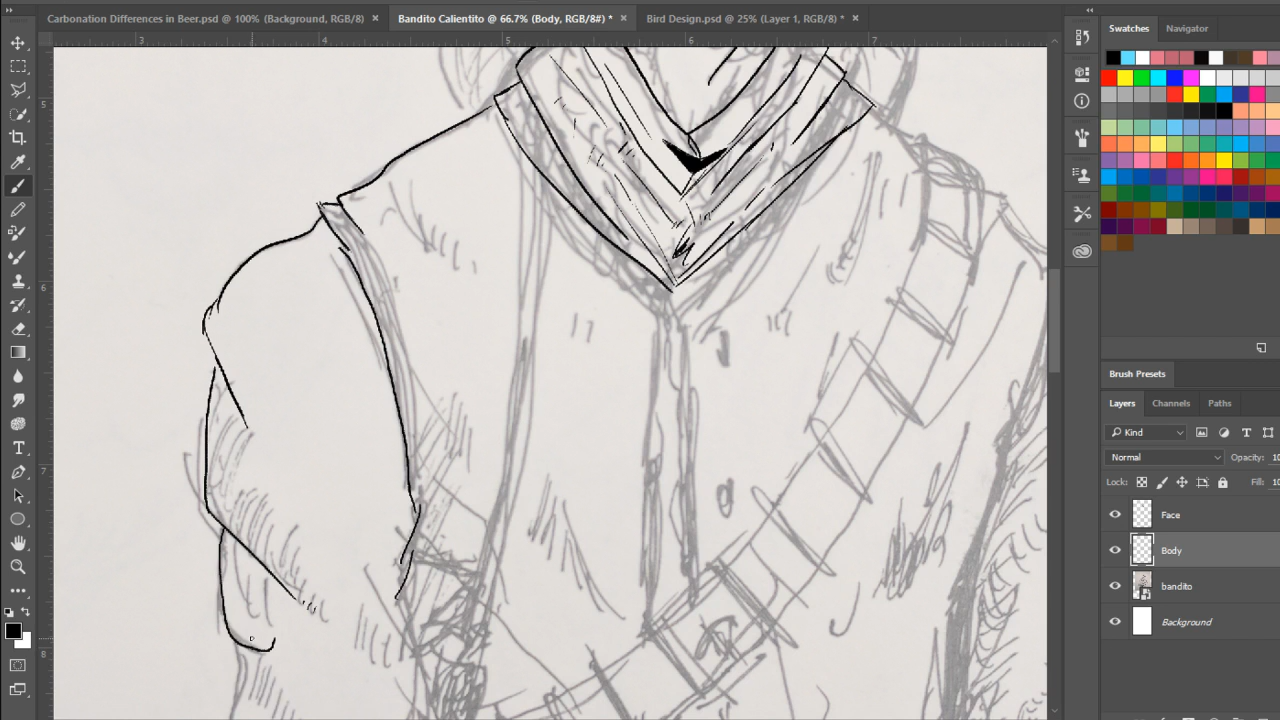 Carbonation Differences in Beer.psd @ 100% (Background, RGB/8) ×
Bandito Calientito @ 66.7% (Body, RGB/8#) * ×
Bird Design.psd @ 25% (Layer 1, RGB/8) * ×
3 4 5 6 7
5
6
7
8
Swatches Navigator
Brush Presets
Layers Channels Paths
Kind
Normal Opacity: 10
Lock: Fill: 10
Face
Body
bandito
Background